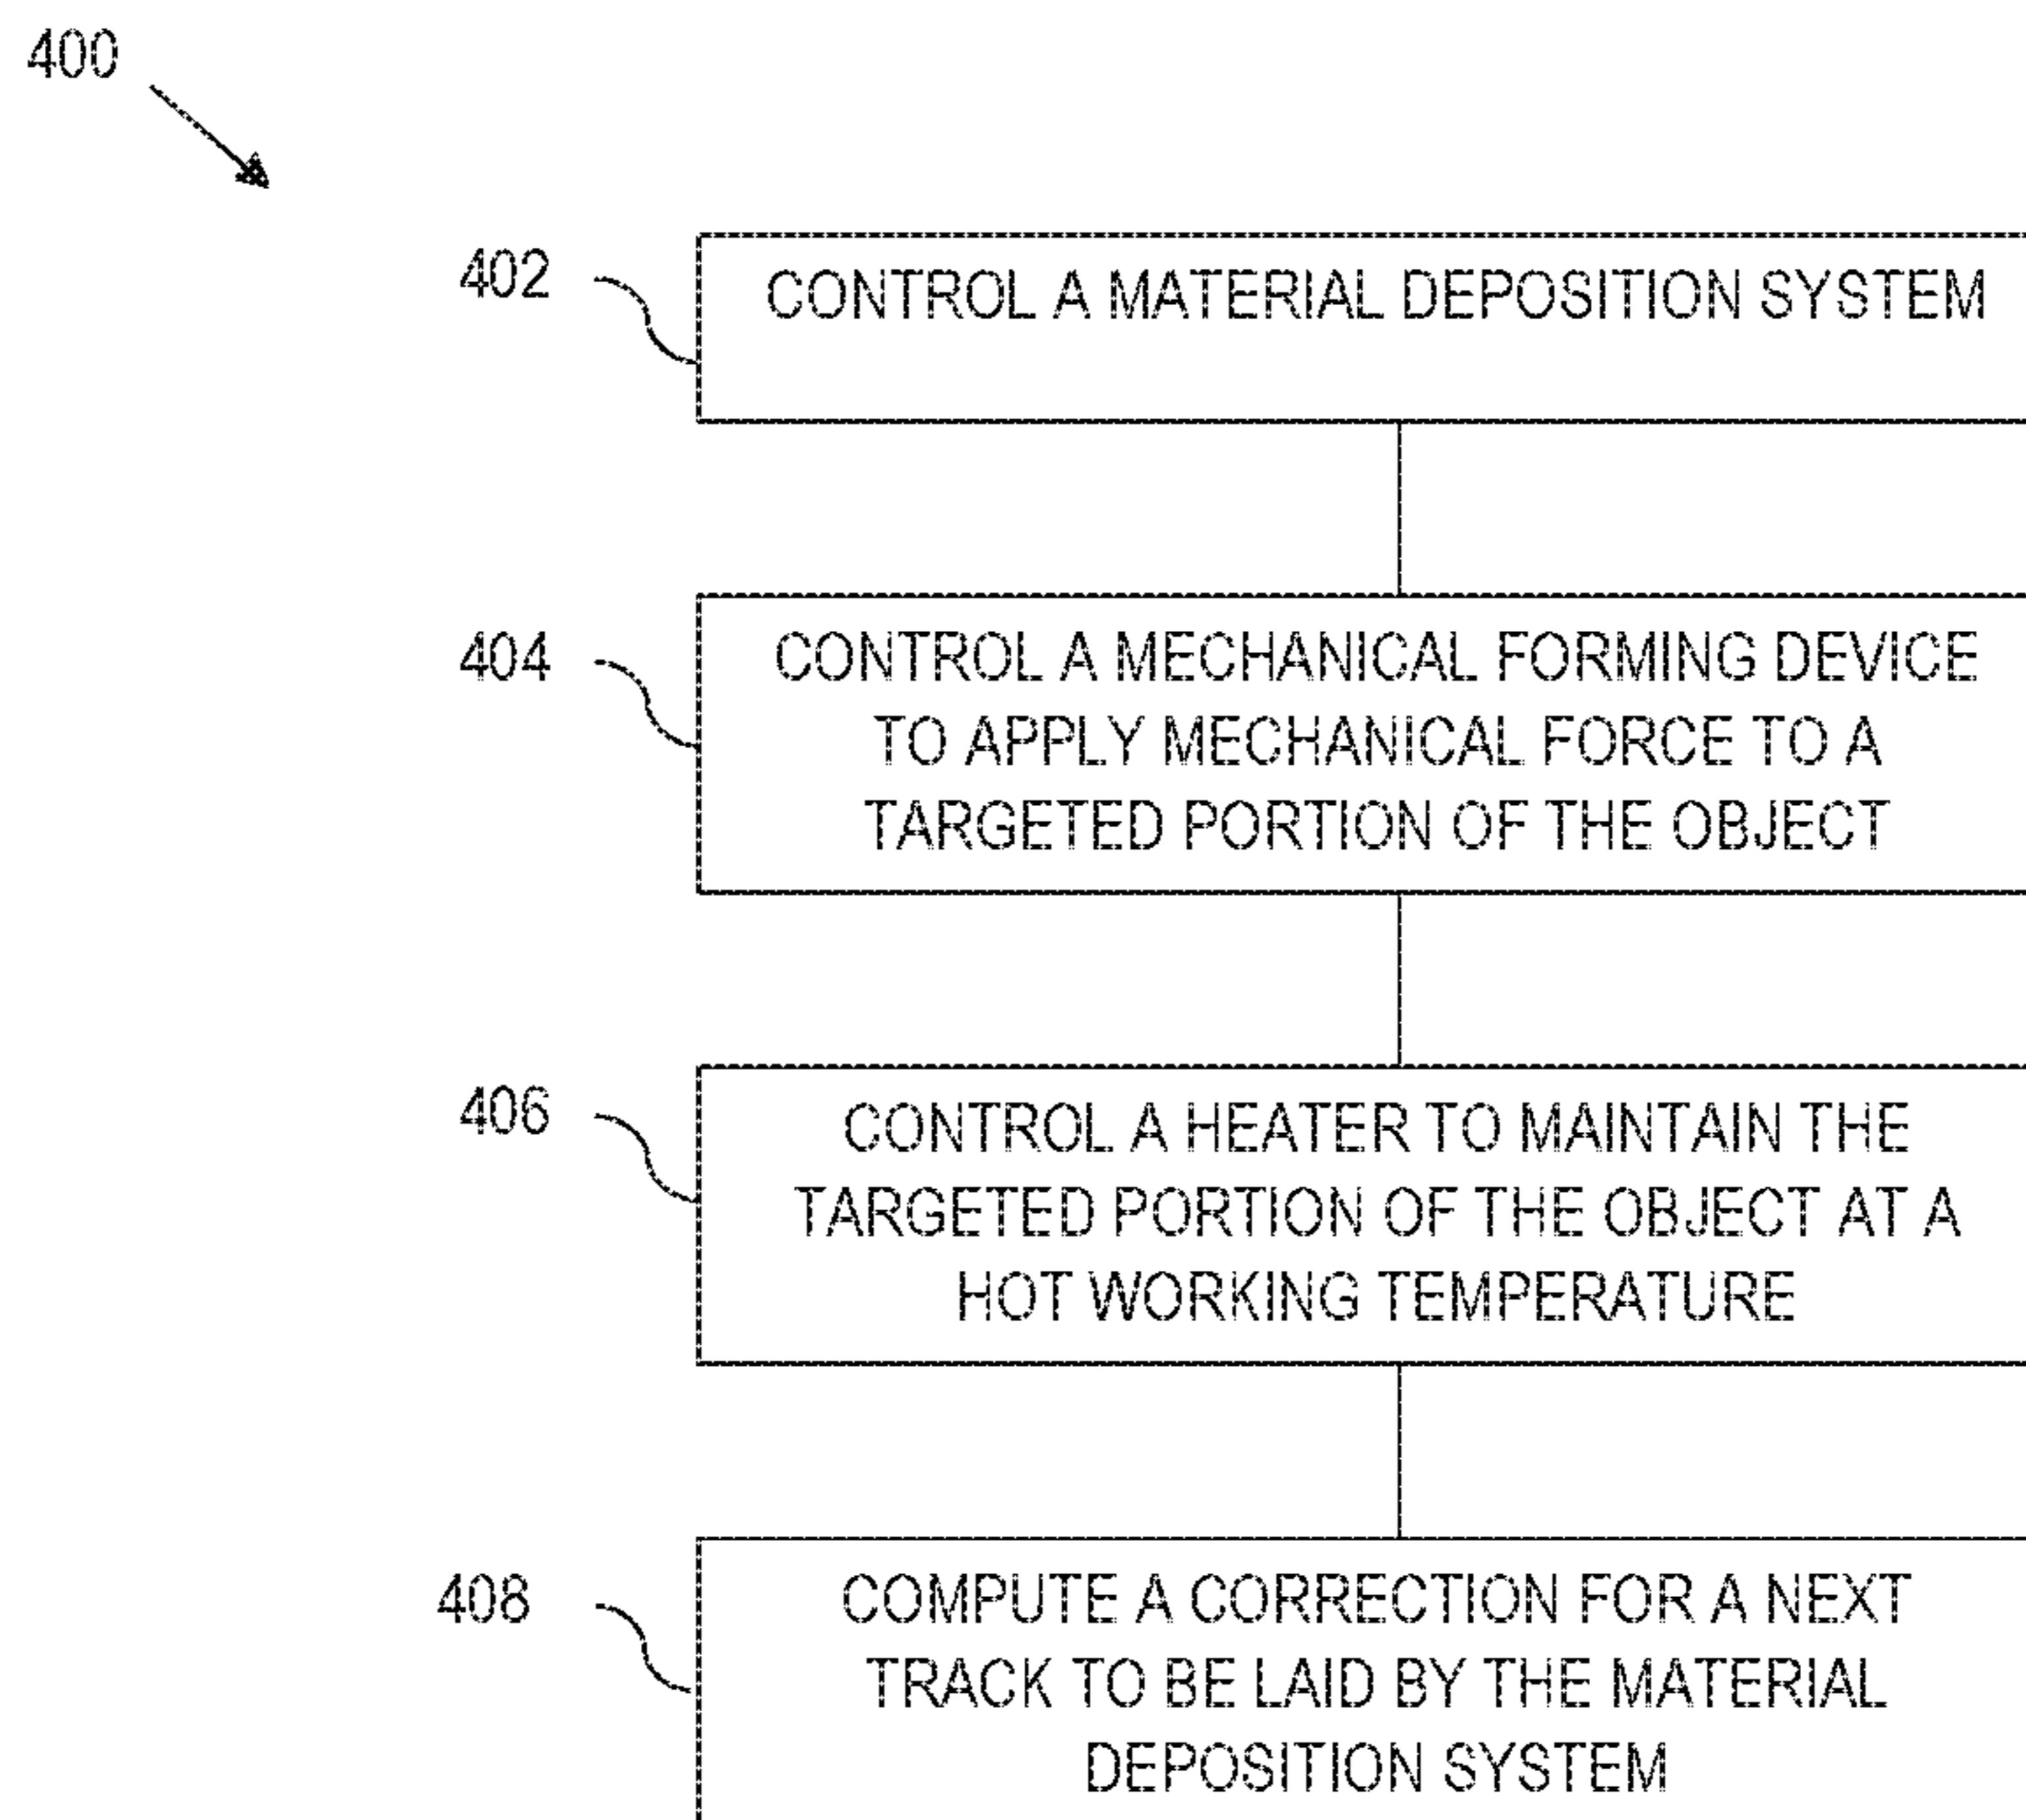 400
402
CONTROL A MATERIAL DEPOSITION SYSTEM
404
CONTROL A MECHANICAL FORMING DEVICE
TO APPLY MECHANICAL FORCE TO A
TARGETED PORTION OF THE OBJECT
406
CONTROL A HEATER TO MAINTAIN THE
TARGETED PORTION OF THE OBJECT AT A
HOT WORKING TEMPERATURE
408
COMPUTE A CORRECTION FOR A NEXT
TRACK TO BE LAID BY THE MATERIAL
DEPOSITION SYSTEM